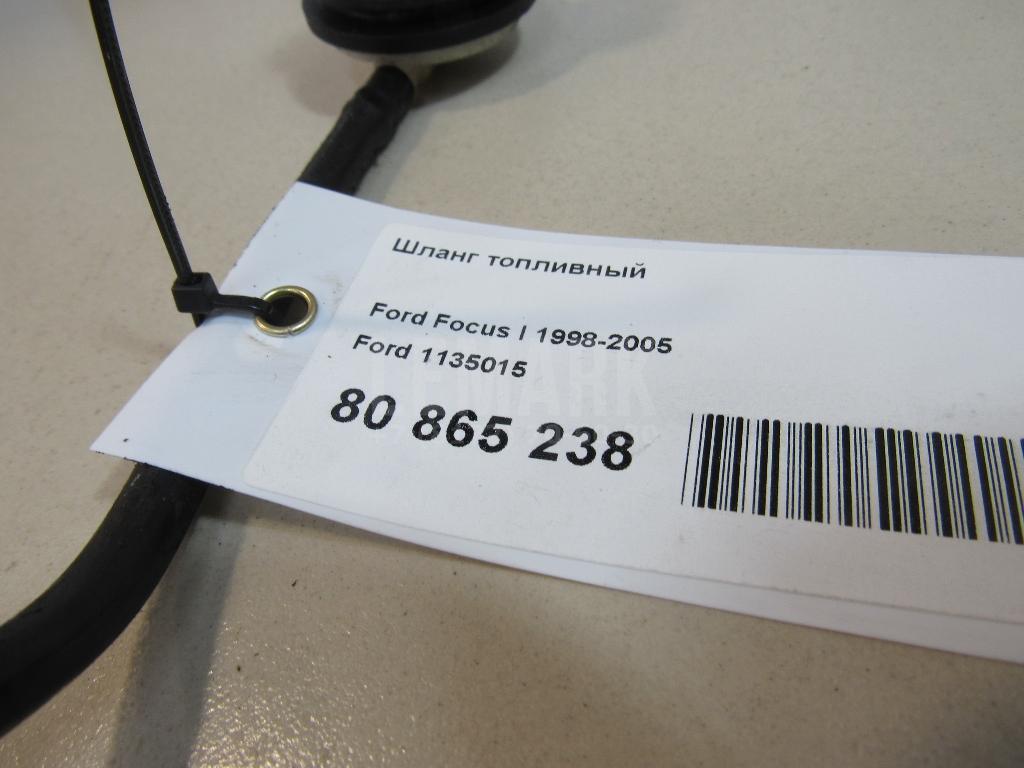 Шланг топливный
Ford Focus I 1998-2005
Ford 1135015
80 865 238